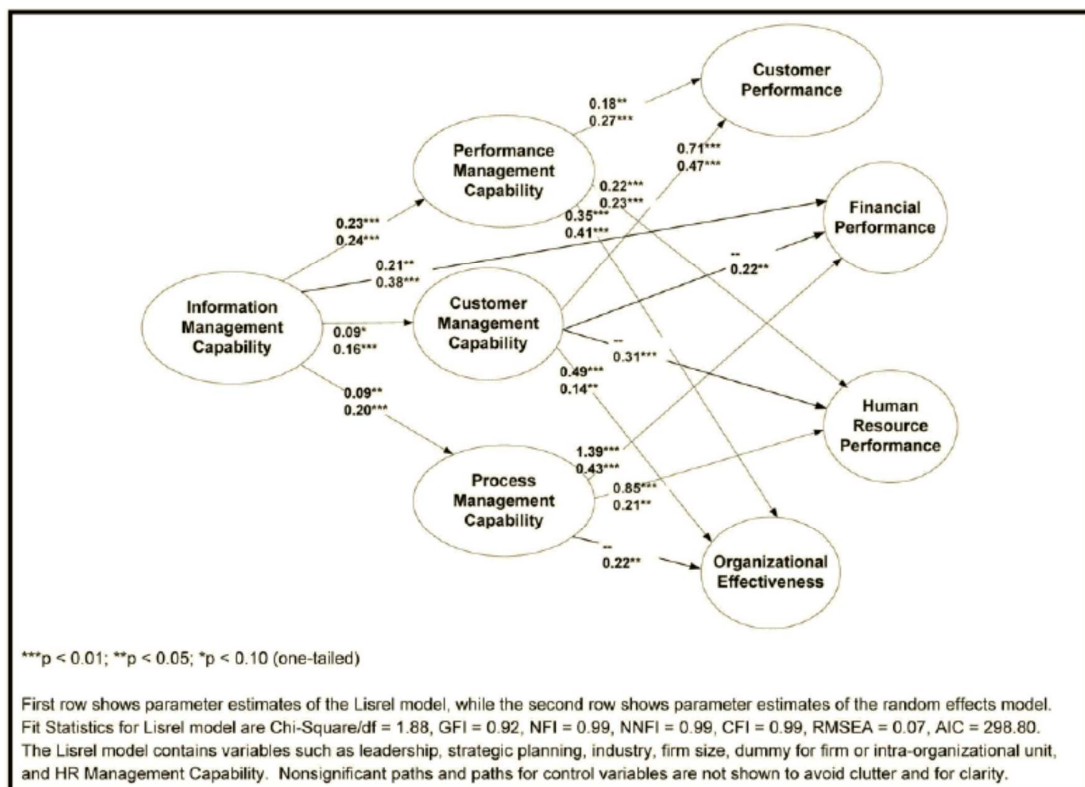 Customer
Performance
0.18**
0.27***
Performance
Management
Capability
0.71***
0.47***
0.22***
0.23***
0.35***
0.41***
Financial
Performance
0.23***
0.24***
0.21**
0.38***
--
0.22**
Information
Management
Capability
Customer
Management
Capability
0.09*
0.16***
--
0.31***
0.49***
0.14**
0.09**
0.20***
Human
Resource
Performance
1.39***
0.43***
Process
Management
Capability
0.85***
0.21**
--
0.22**
Organizational
Effectiveness
***p < 0.01; **p < 0.05; *p < 0.10 (one-tailed)
First row shows parameter estimates of the Lisrel model, while the second row shows parameter estimates of the random effects model.
Fit Statistics for Lisrel model are Chi-Square/df = 1.88, GFI = 0.92, NFI = 0.99, NNFI = 0.99, CFI = 0.99, RMSEA = 0.07, AIC = 298.80.
The Lisrel model contains variables such as leadership, strategic planning, industry, firm size, dummy for firm or intra-organizational unit,
and HR Management Capability.  Nonsignificant paths and paths for control variables are not shown to avoid clutter and for clarity.